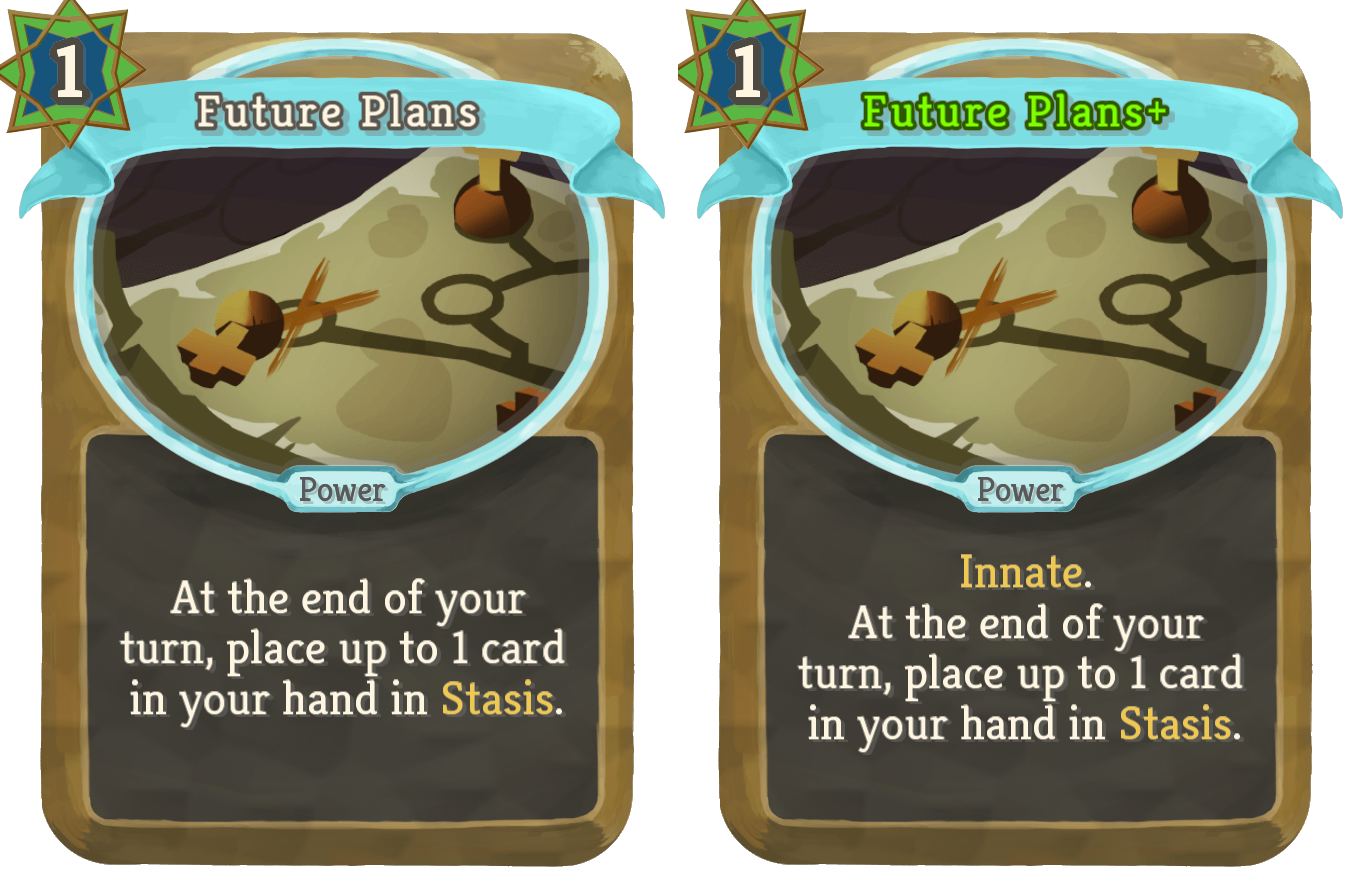 1
Future Plans
Power
At the end of your
turn, place up to 1 card
in your hand in Stasis.
1
Future Plans+
Power
Innate.
At the end of your
turn, place up to 1 card
in your hand in Stasis.